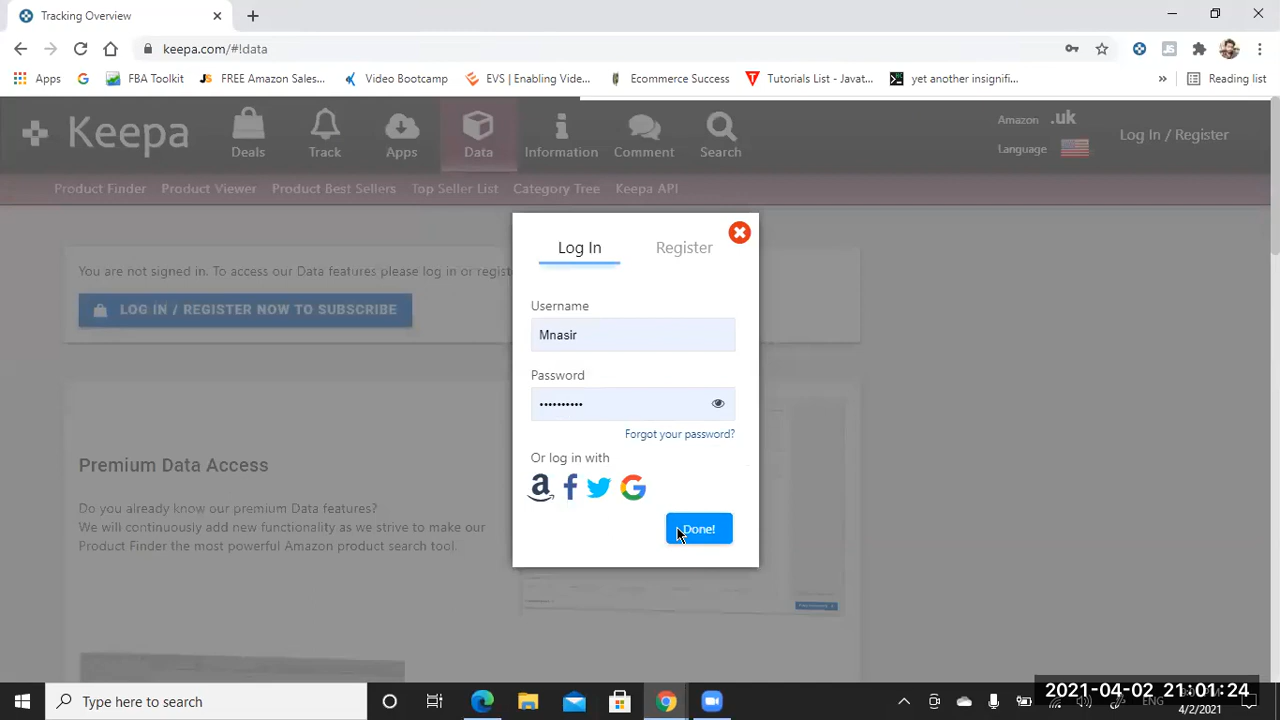 Tracking Overview
keepa.com/#!data
Apps
FBA Toolkit
FREE Amazon Sales...
Video Bootcamp
EVS | Enabling Vide...
Ecommerce Success
Tutorials List - Javat...
yet another insignifi...
»
Reading list
Keepa
Deals
Track
Apps
Data
Information
Comment
Search
Amazon .uk
Language
Log In / Register
Product Finder
Product Viewer
Product Best Sellers
Top Seller List
Category Tree
Keepa API
You are not signed in. To access our Data features please log in or registe
LOG IN / REGISTER NOW TO SUBSCRIBE
Log In
Register
Username
Mnasir
Password
••••••••••
Forgot your password?
Or log in with
Done!
Premium Data Access
Do you already know our premium Data features?
We will continuously add new functionality as we strive to make our
Product Finder the most powerful Amazon product search tool.
Type here to search
2021-04-02 21:01:24
4/2/2021